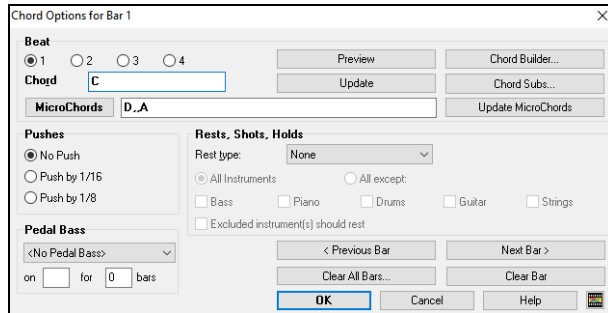 Chord Options for Bar 1
Beat
1 2 3 4
Preview
Chord Builder...
Chord C
Update
Chord Subs...
MicroChords D,,A
Update MicroChords
Pushes
No Push
Push by 1/16
Push by 1/8
Rests, Shots, Holds
Rest type: None
All Instruments All except:
Bass Piano Drums Guitar Strings
Excluded instrument(s) should rest
Pedal Bass
<No Pedal Bass>
on for 0 bars
< Previous Bar Next Bar >
Clear All Bars... Clear Bar
OK Cancel Help